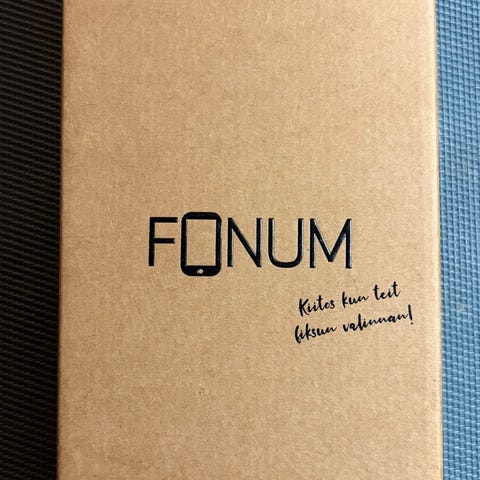 FONUM
Kiitos kun teit
fiksun valinnan!